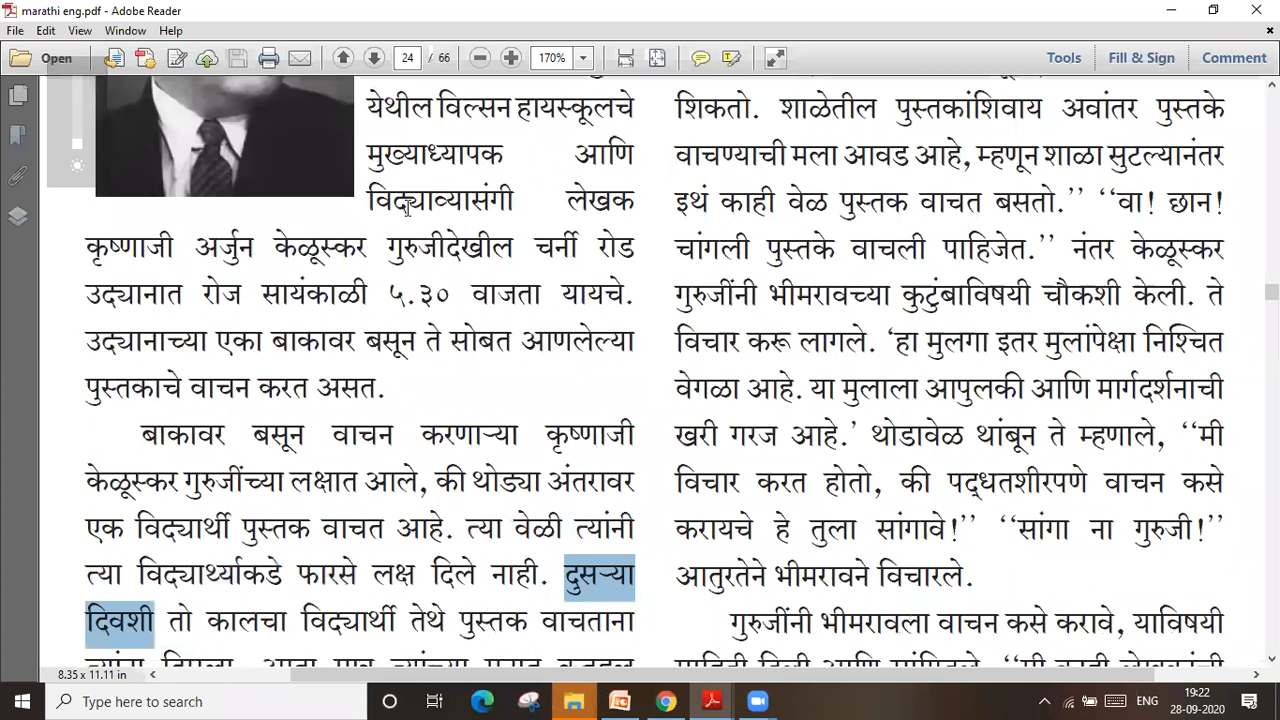 marathi eng.pdf - Adobe Reader
File Edit View Window Help
Open 24 / 66 170% Tools Fill & Sign Comment
येथील विल्सन हायस्कूलचे
मुख्याध्यापक आणि
विद्याव्यासंगी लेखक
कृष्णाजी अर्जुन केळूस्कर गुरुजीदेखील चर्नी रोड
उद्यानात रोज सायंकाळी ५.३० वाजता यायचे.
उद्यानाच्या एका बाकावर बसून ते सोबत आणलेल्या
पुस्तकाचे वाचन करत असत.
बाकावर बसून वाचन करणाऱ्या कृष्णाजी
केळूस्कर गुरुजींच्या लक्षात आले, की थोड्या अंतरावर
एक विद्यार्थी पुस्तक वाचत आहे. त्या वेळी त्यांनी
त्या विद्यार्थ्याकडे फारसे लक्ष दिले नाही. दुसऱ्या
दिवशी तो कालचा विद्यार्थी तेथे पुस्तक वाचताना
शिकतो. शाळेतील पुस्तकांशिवाय अवांतर पुस्तके
वाचण्याची मला आवड आहे, म्हणून शाळा सुटल्यानंतर
इथं काही वेळ पुस्तक वाचत बसतो.’’ ‘‘वा! छान!
चांगली पुस्तके वाचली पाहिजेत.’’ नंतर केळूस्कर
गुरुजींनी भीमरावच्या कुटुंबाविषयी चौकशी केली. ते
विचार करू लागले. ‘हा मुलगा इतर मुलांपेक्षा निश्चित
वेगळा आहे. या मुलाला आपुलकी आणि मार्गदर्शनाची
खरी गरज आहे.’ थोडावेळ थांबून ते म्हणाले, ‘‘मी
विचार करत होतो, की पद्धतशीरपणे वाचन कसे
करायचे हे तुला सांगावे!’’ ‘‘सांगा ना गुरुजी!’’
आतुरतेने भीमरावने विचारले.
गुरुजींनी भीमरावला वाचन कसे करावे, याविषयी
8.35 x 11.11 in
Type here to search
ENG
19:22
28-09-2020